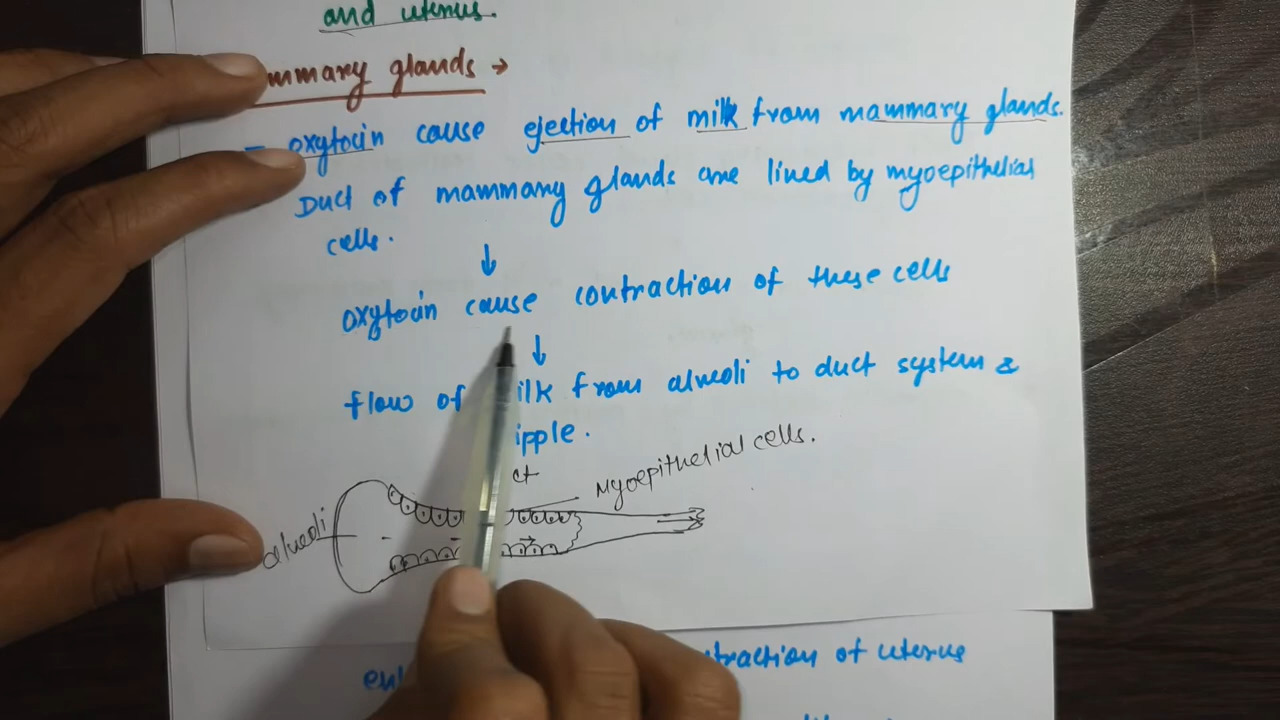 and uterus.
mmary glands →
- oxytocin cause ejection of milk from mammary glands.
Duct of mammary glands are lined by myoepithelial
cells.
↓
oxytocin cause contraction of these cells
↓
flow of ilk from alveoli to duct system &
ipple.
ct
Myoepithelial cells.
alveoli
traction of uterus